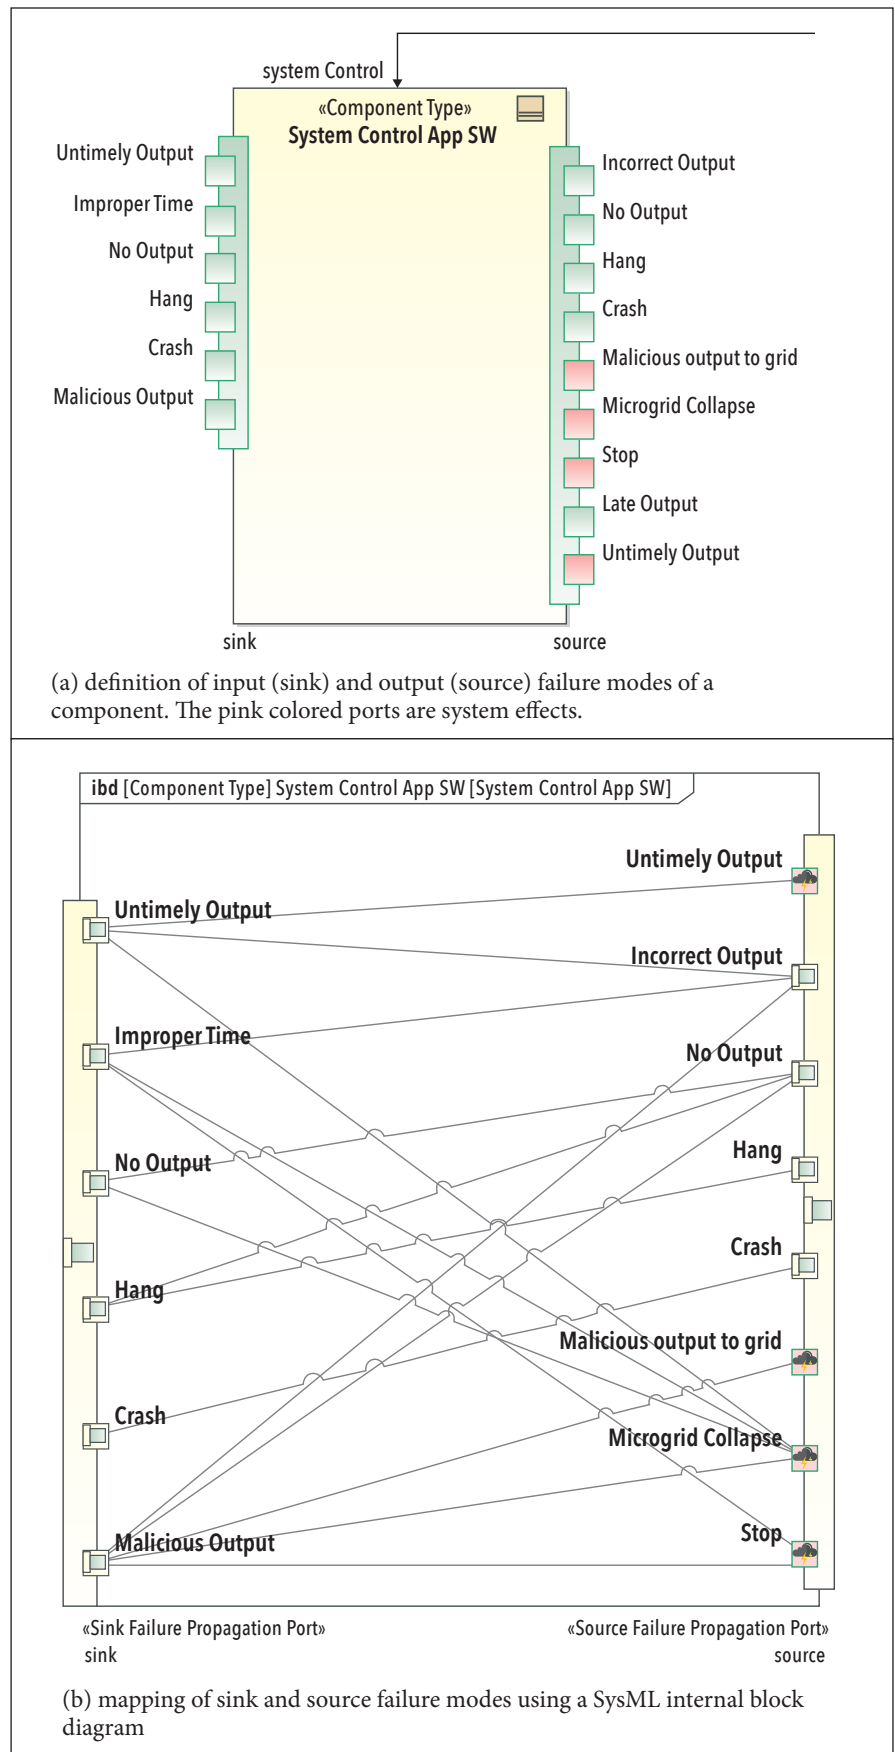 system Control
«Component Type»
System Control App SW
Untimely Output
Improper Time
No Output
Hang
Crash
Malicious Output
Incorrect Output
No Output
Hang
Crash
Malicious output to grid
Microgrid Collapse
Stop
Late Output
Untimely Output
sink
source
(a) definition of input (sink) and output (source) failure modes of a
component. The pink colored ports are system effects.
ibd [Component Type] System Control App SW [System Control App SW]
Untimely Output
Improper Time
No Output
Hang
Crash
Malicious Output
Untimely Output
Incorrect Output
No Output
Hang
Crash
Malicious output to grid
Microgrid Collapse
Stop
«Sink Failure Propagation Port»
sink
«Source Failure Propagation Port»
source
(b) mapping of sink and source failure modes using a SysML internal block
diagram